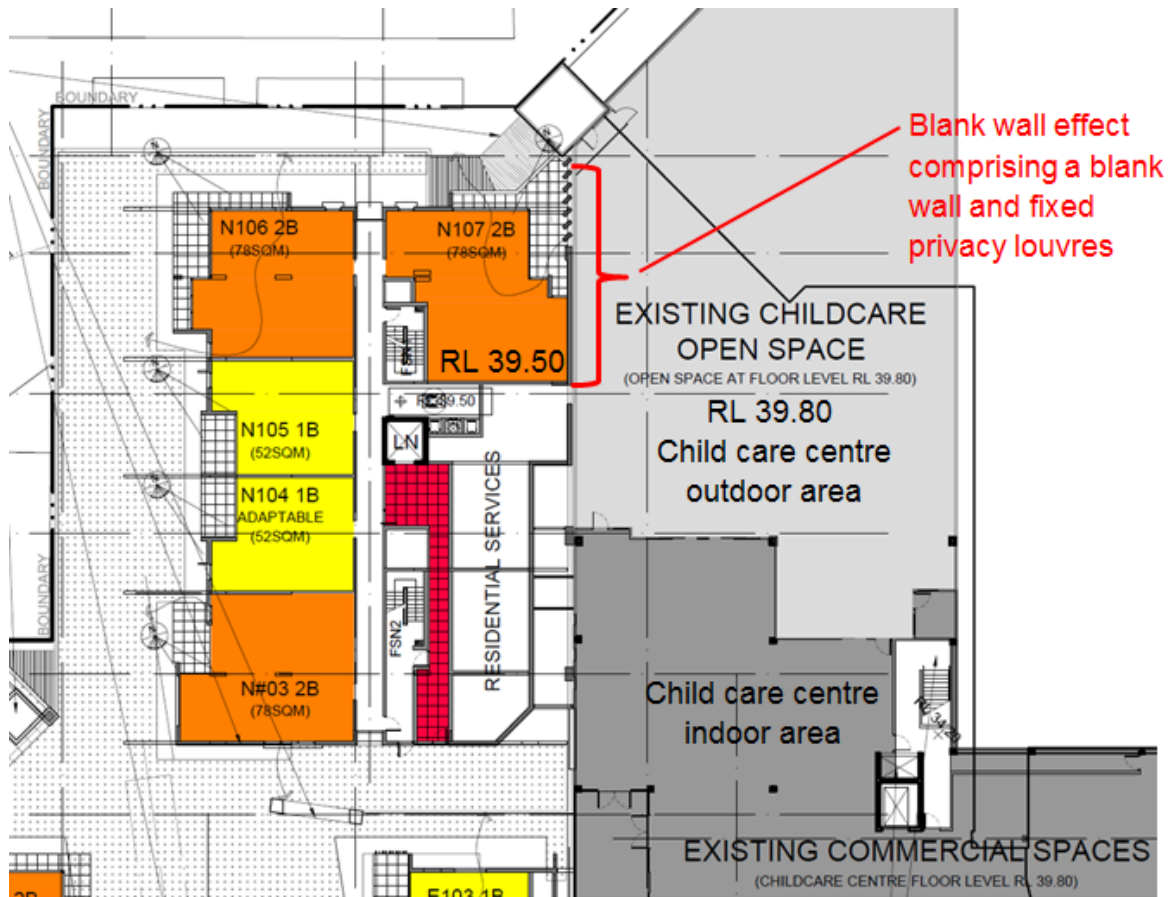 BOUNDARY
BOUNDARY
BOUNDARY
Blank wall effect
comprising a blank
wall and fixed
privacy louvres
N106 2B
(78SQM)
N107 2B
(78SQM)
RL 39.50
EXISTING CHILDCARE
OPEN SPACE
(OPEN SPACE AT FLOOR LEVEL RL 39.80)
RL 39.80
Child care centre
outdoor area
N105 1B
(52SQM)
LN
N104 1B
ADAPTABLE
(52SQM)
RESIDENTIAL SERVICES
FSN2
N#03 2B
(78SQM)
Child care centre
indoor area
EXISTING COMMERCIAL SPACES
(CHILDCARE CENTRE FLOOR LEVEL RL 39.80)
E103 1B
2B